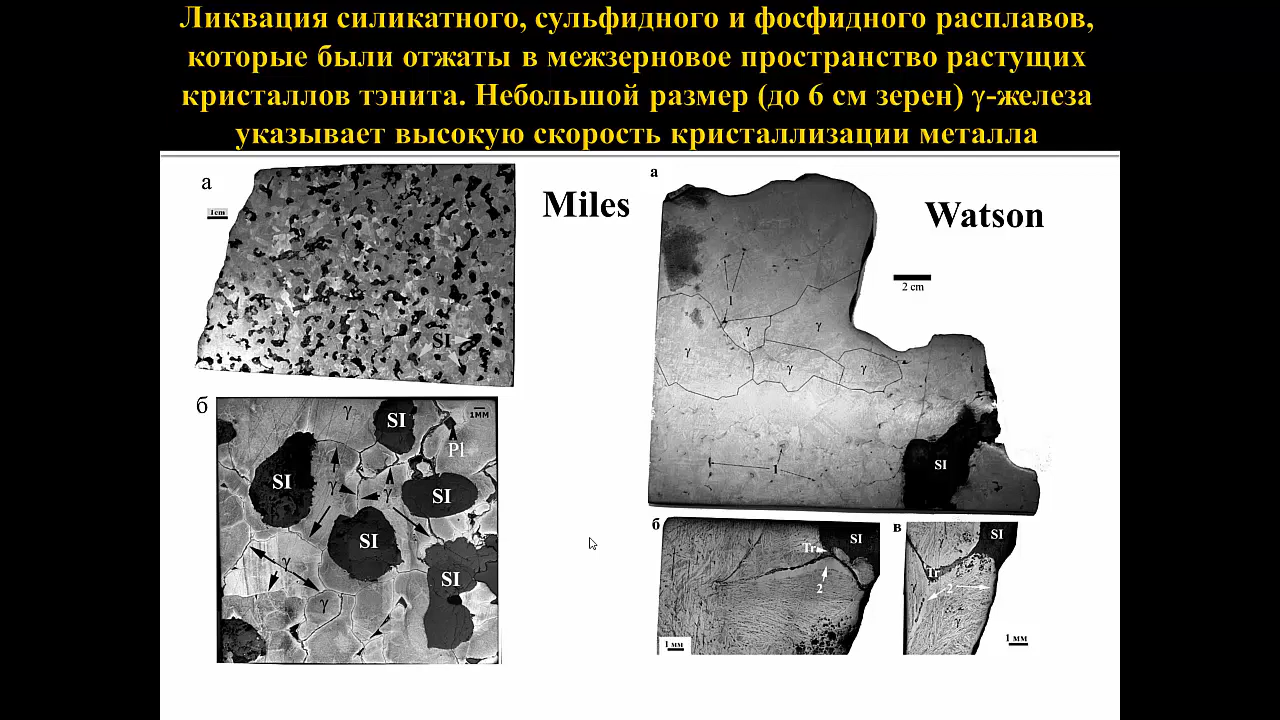 Ликвация силикатного, сульфидного и фосфидного расплавов,
которые были отжаты в межзерновое пространство растущих
кристаллов тэнита. Небольшой размер (до 6 см зерен) γ-железа
указывает высокую скорость кристаллизации металла
а
1cm
Miles
SI
б
γ
SI
1MM
Pl
SI
γ
γ
SI
SI
γ
SI
γ
а
Watson
2 cm
1
γ
γ
γ
γ
γ
SI
1
б
SI
Tr
2
1 мм
в
SI
γ
Tr
2
γ
1 мм